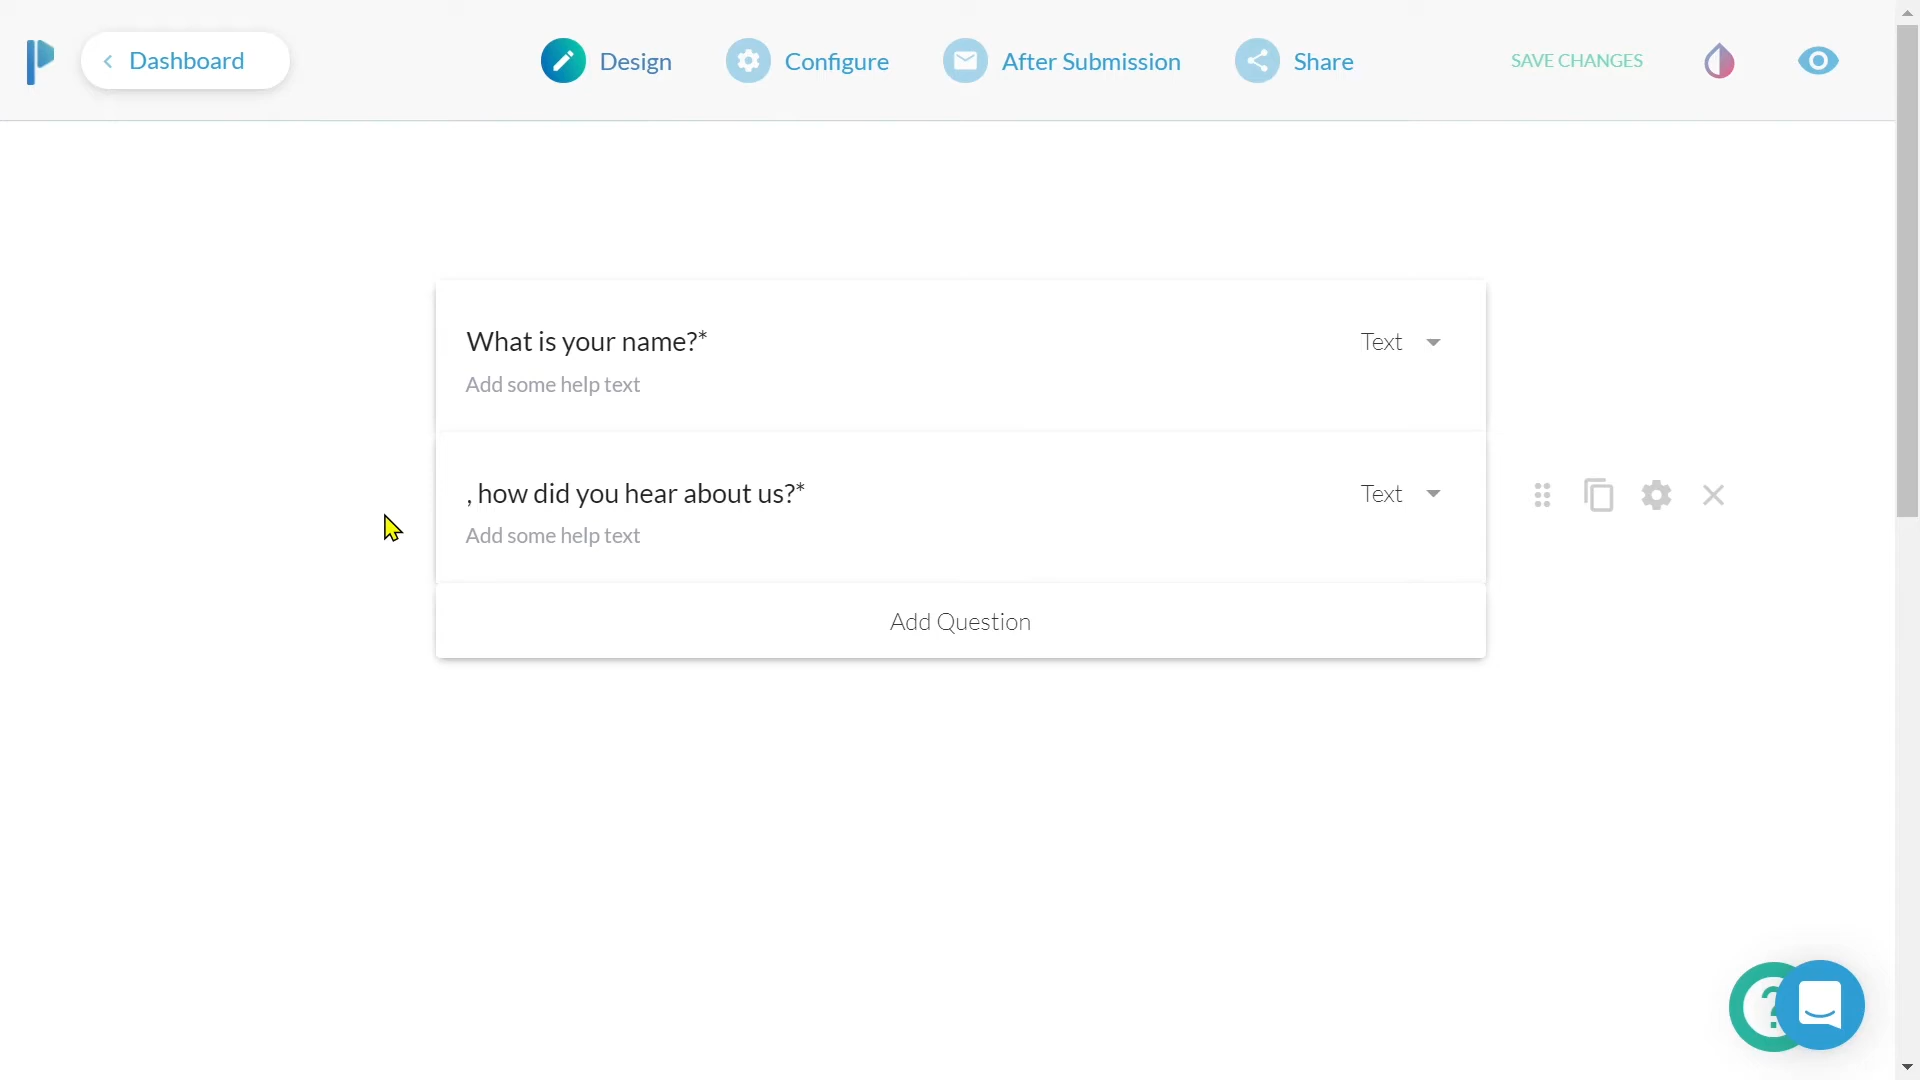 Dashboard
Design
Configure
After Submission
Share
SAVE CHANGES
What is your name?*
Text
Add some help text
, how did you hear about us?*
Text
Add some help text
Add Question
?